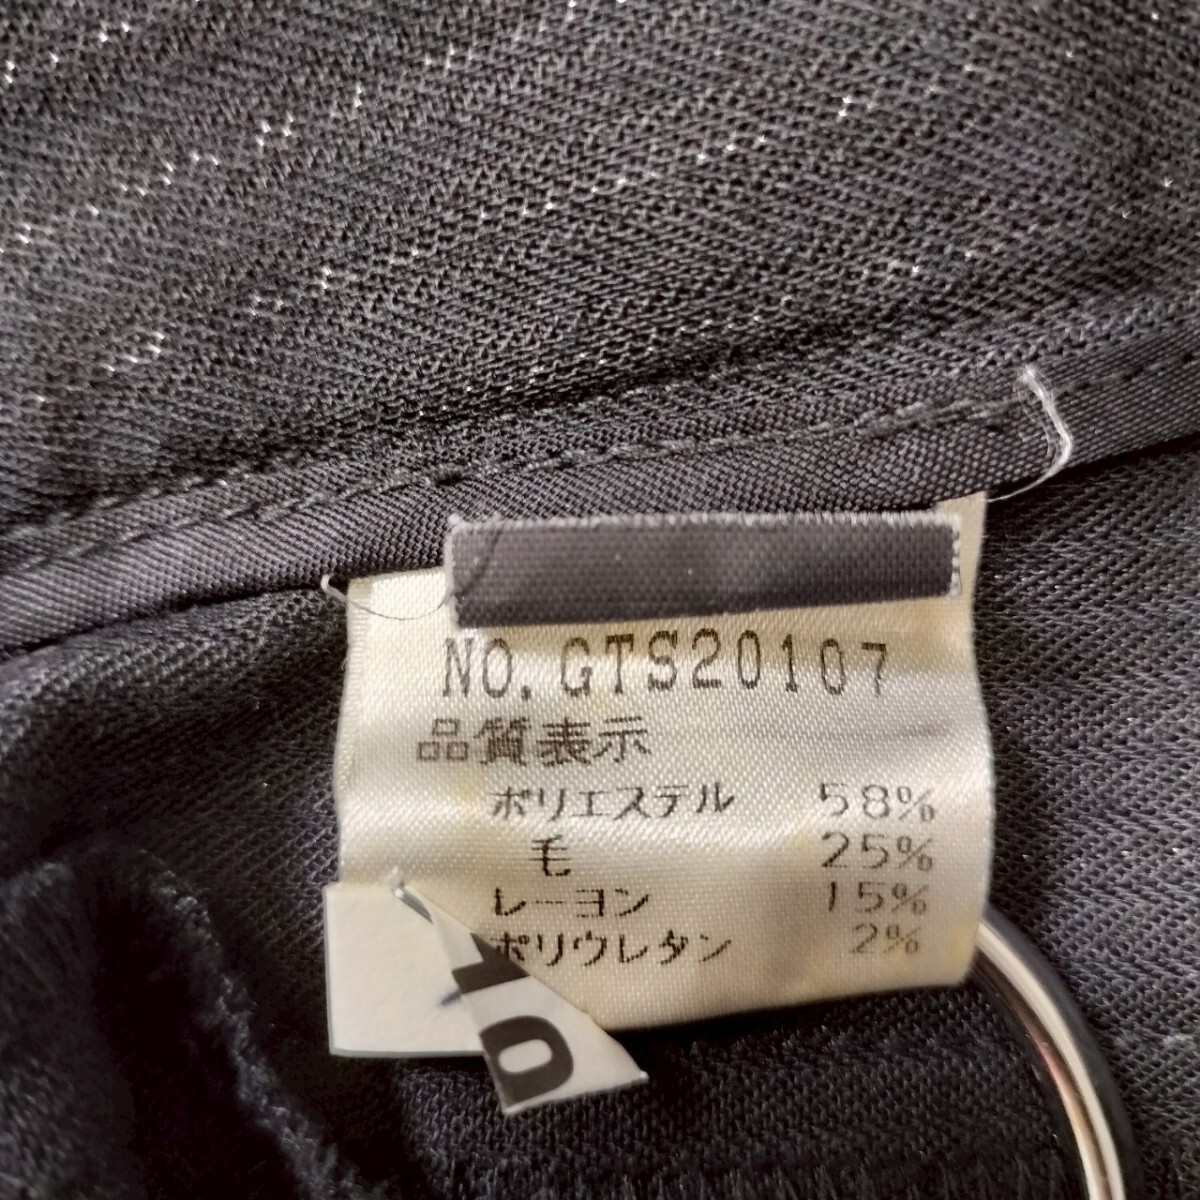 NO.GTS20107
品質表示
ポリエステル 58%
毛 25%
レーヨン 15%
ポリウレタン 2%